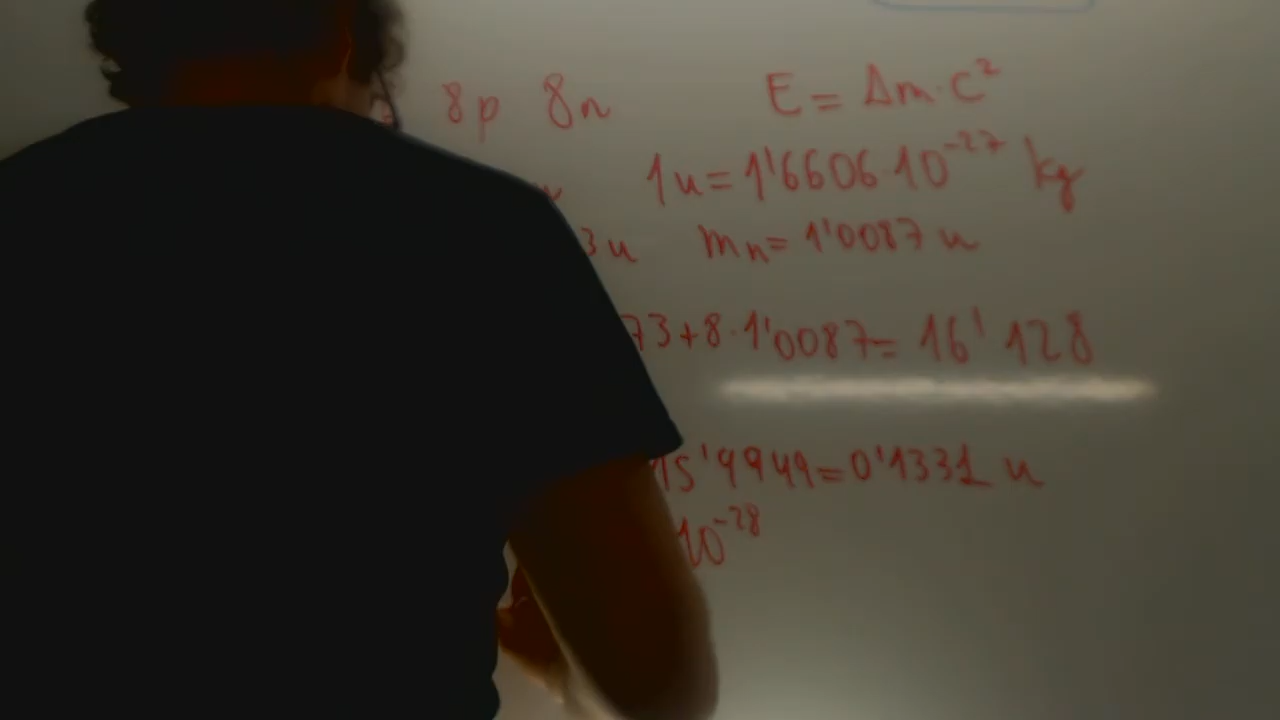 8p 8n E = Δm·c²
1u = 1'6606·10⁻²⁷ kg
3u mₙ = 1'0087 u
73+8·1'0087 = 16'128
15'9949 = 0'1331 u
10⁻²⁸